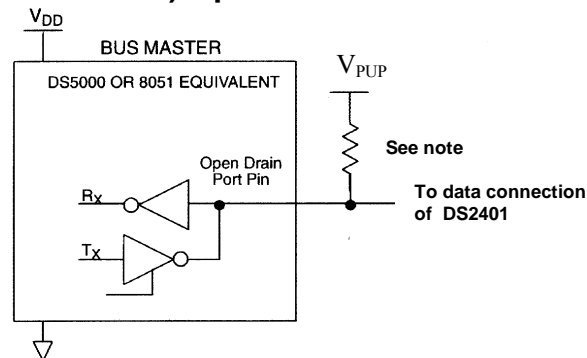 VDD
BUS MASTER
DS5000 OR 8051 EQUIVALENT
VPUP
See note
Open Drain
Port Pin
RX
TX
To data connection
of DS2401